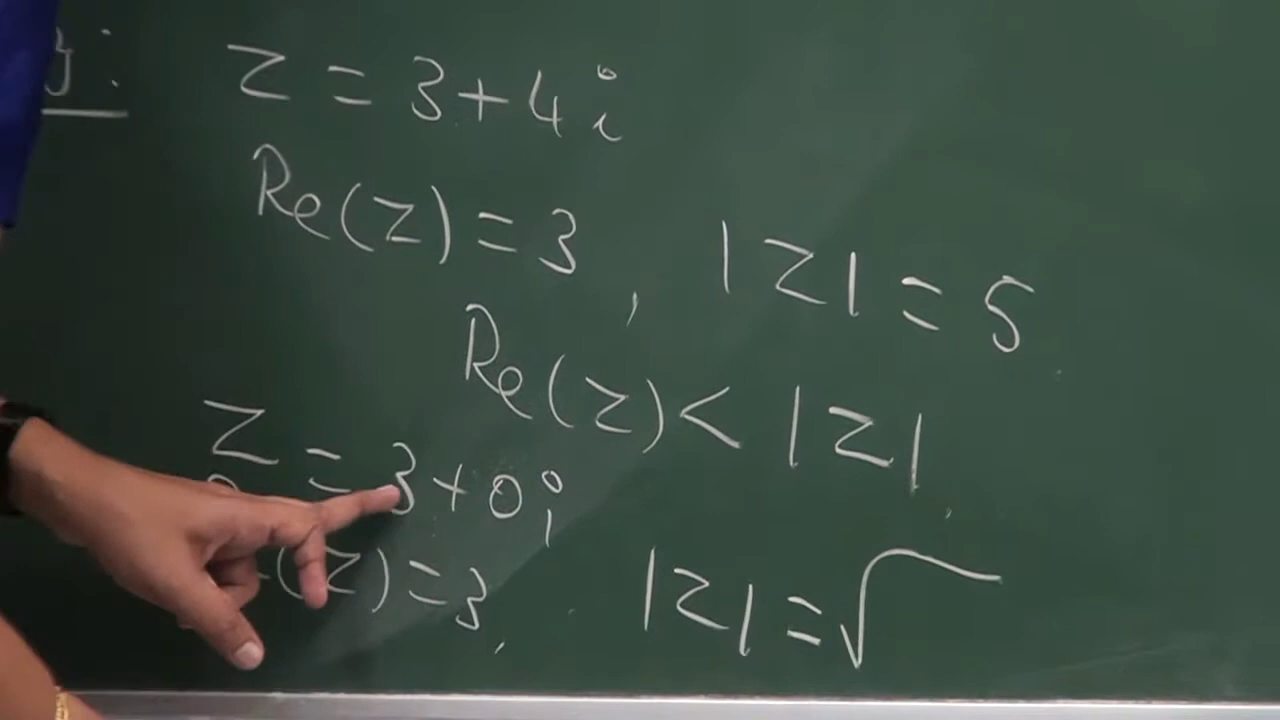 z = 3 + 4i
Re(z) = 3 , |z| = 5
Re(z) < |z|
z = 3 + 0i
(z) = 3, |z| = √